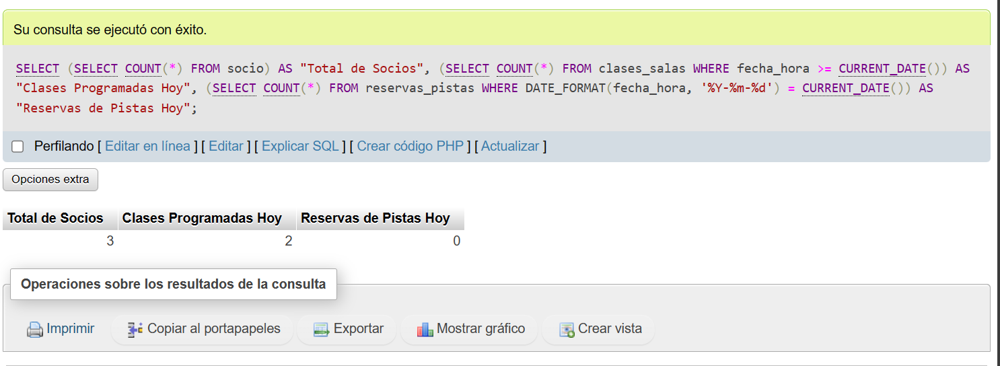 Su consulta se ejecutó con éxito.
SELECT (SELECT COUNT(*) FROM socio) AS "Total de Socios", (SELECT COUNT(*) FROM clases_salas WHERE fecha_hora >= CURRENT_DATE()) AS
"Clases Programadas Hoy", (SELECT COUNT(*) FROM reservas_pistas WHERE DATE_FORMAT(fecha_hora, '%Y-%m-%d') = CURRENT_DATE()) AS
"Reservas de Pistas Hoy";
Perfilando [ Editar en línea ] [ Editar ] [ Explicar SQL ] [ Crear código PHP ] [ Actualizar ]
Opciones extra
Total de Socios Clases Programadas Hoy Reservas de Pistas Hoy
3 2 0
Operaciones sobre los resultados de la consulta
Imprimir Copiar al portapapeles Exportar Mostrar gráfico Crear vista